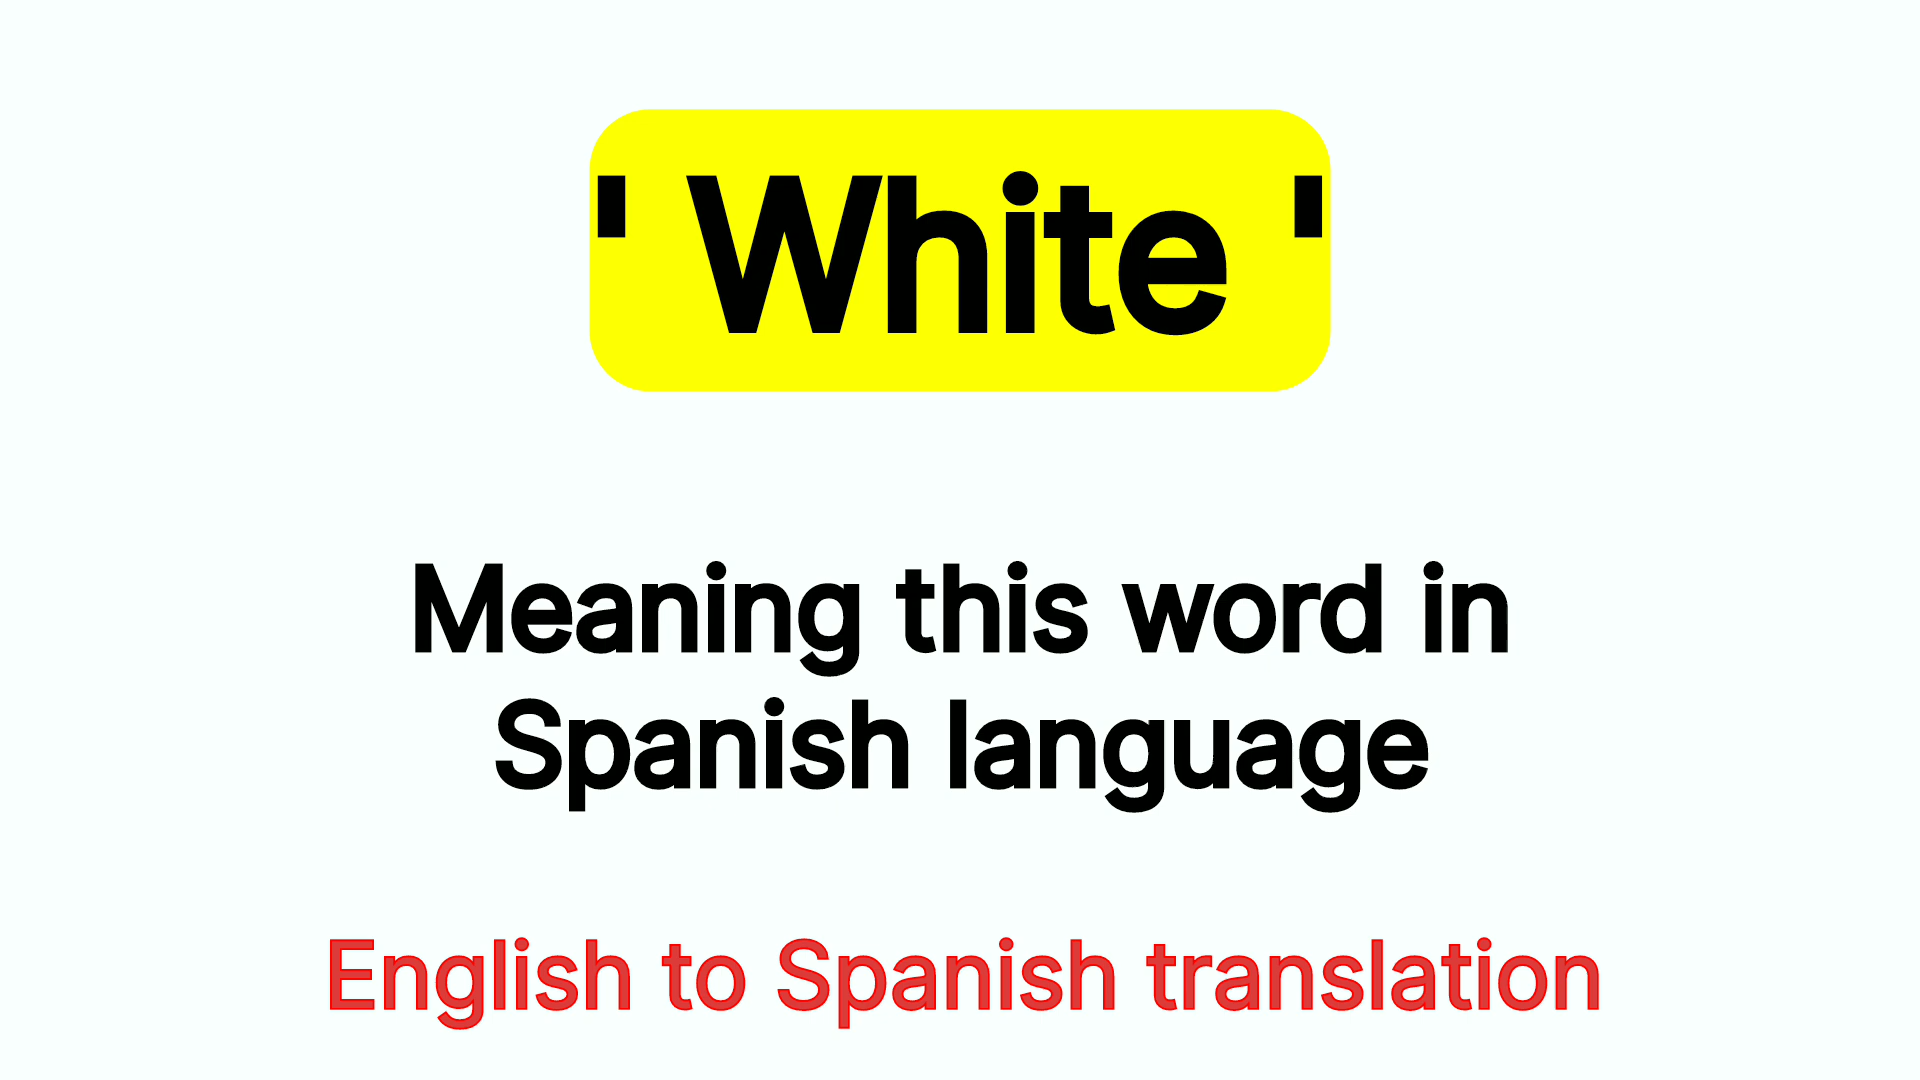 ' White '
Meaning this word in
Spanish language
English to Spanish translation